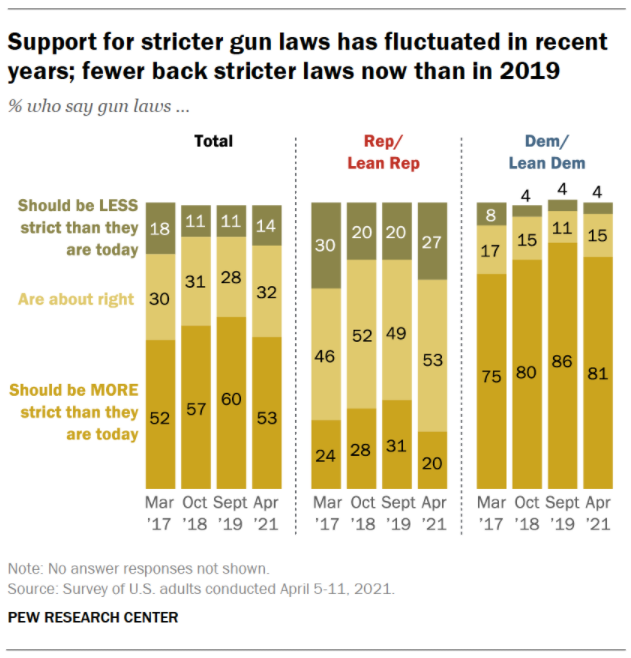 Support for stricter gun laws has fluctuated in recent
years; fewer back stricter laws now than in 2019
% who say gun laws ...
Total
Rep/
Lean Rep
Dem/
Lean Dem
Should be LESS
strict than they
are today
18 11 11 14
30 20 20 27
8 4 4 4
Are about right
30 31 28 32
46 52 49 53
17 15 11 15
Should be MORE
strict than they
are today
52 57 60 53
24 28 31 20
75 80 86 81
Mar Oct Sept Apr
'17 '18 '19 '21
Mar Oct Sept Apr
'17 '18 '19 '21
Mar Oct Sept Apr
'17 '18 '19 '21
Note: No answer responses not shown.
Source: Survey of U.S. adults conducted April 5-11, 2021.
PEW RESEARCH CENTER